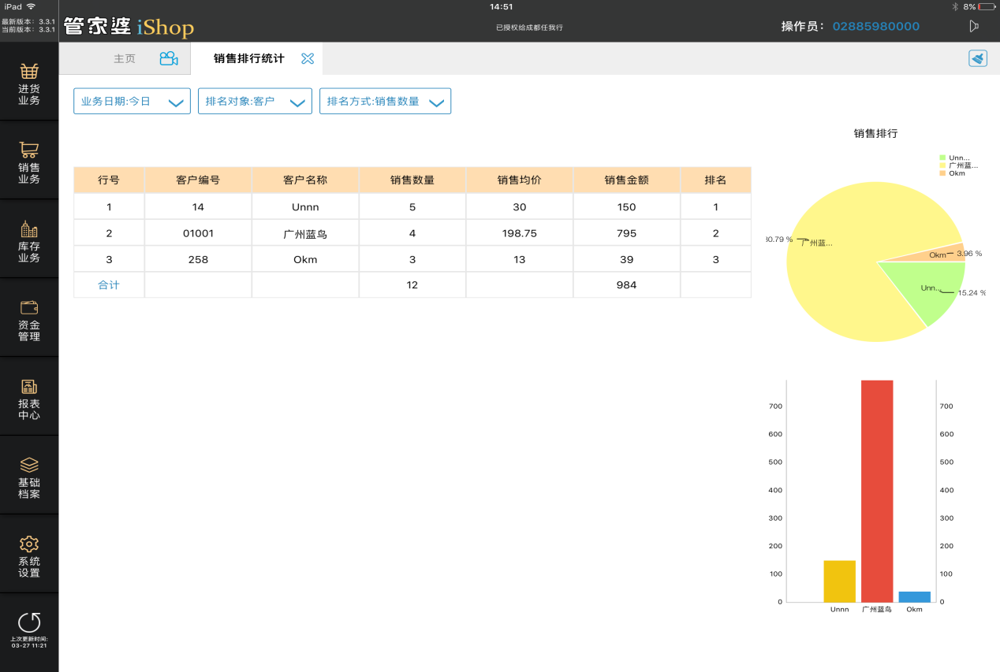 iPad
14:51
8%
最新版本：3.3.1
当前版本：3.3.1
管家婆 iShop
已授权给成都任我行
操作员：02885980000
主页
销售排行统计
进货
业务
销售
业务
库存
业务
资金
管理
报表
中心
基础
档案
系统
设置
上次更新时间:
03-27 11:21
业务日期:今日
排名对象:客户
排名方式:销售数量
行号 客户编号 客户名称 销售数量 销售均价 销售金额 排名
1 14 Unnn 5 30 150 1
2 01001 广州蓝鸟 4 198.75 795 2
3 258 Okm 3 13 39 3
合计 12 984
销售排行
Unn...
广州蓝...
Okm
0.79 %
广州蓝...
Okm
3.96 %
Unn...
15.24 %
700 700
600 600
500 500
400 400
300 300
200 200
100 100
0 0
Unnn 广州蓝鸟 Okm